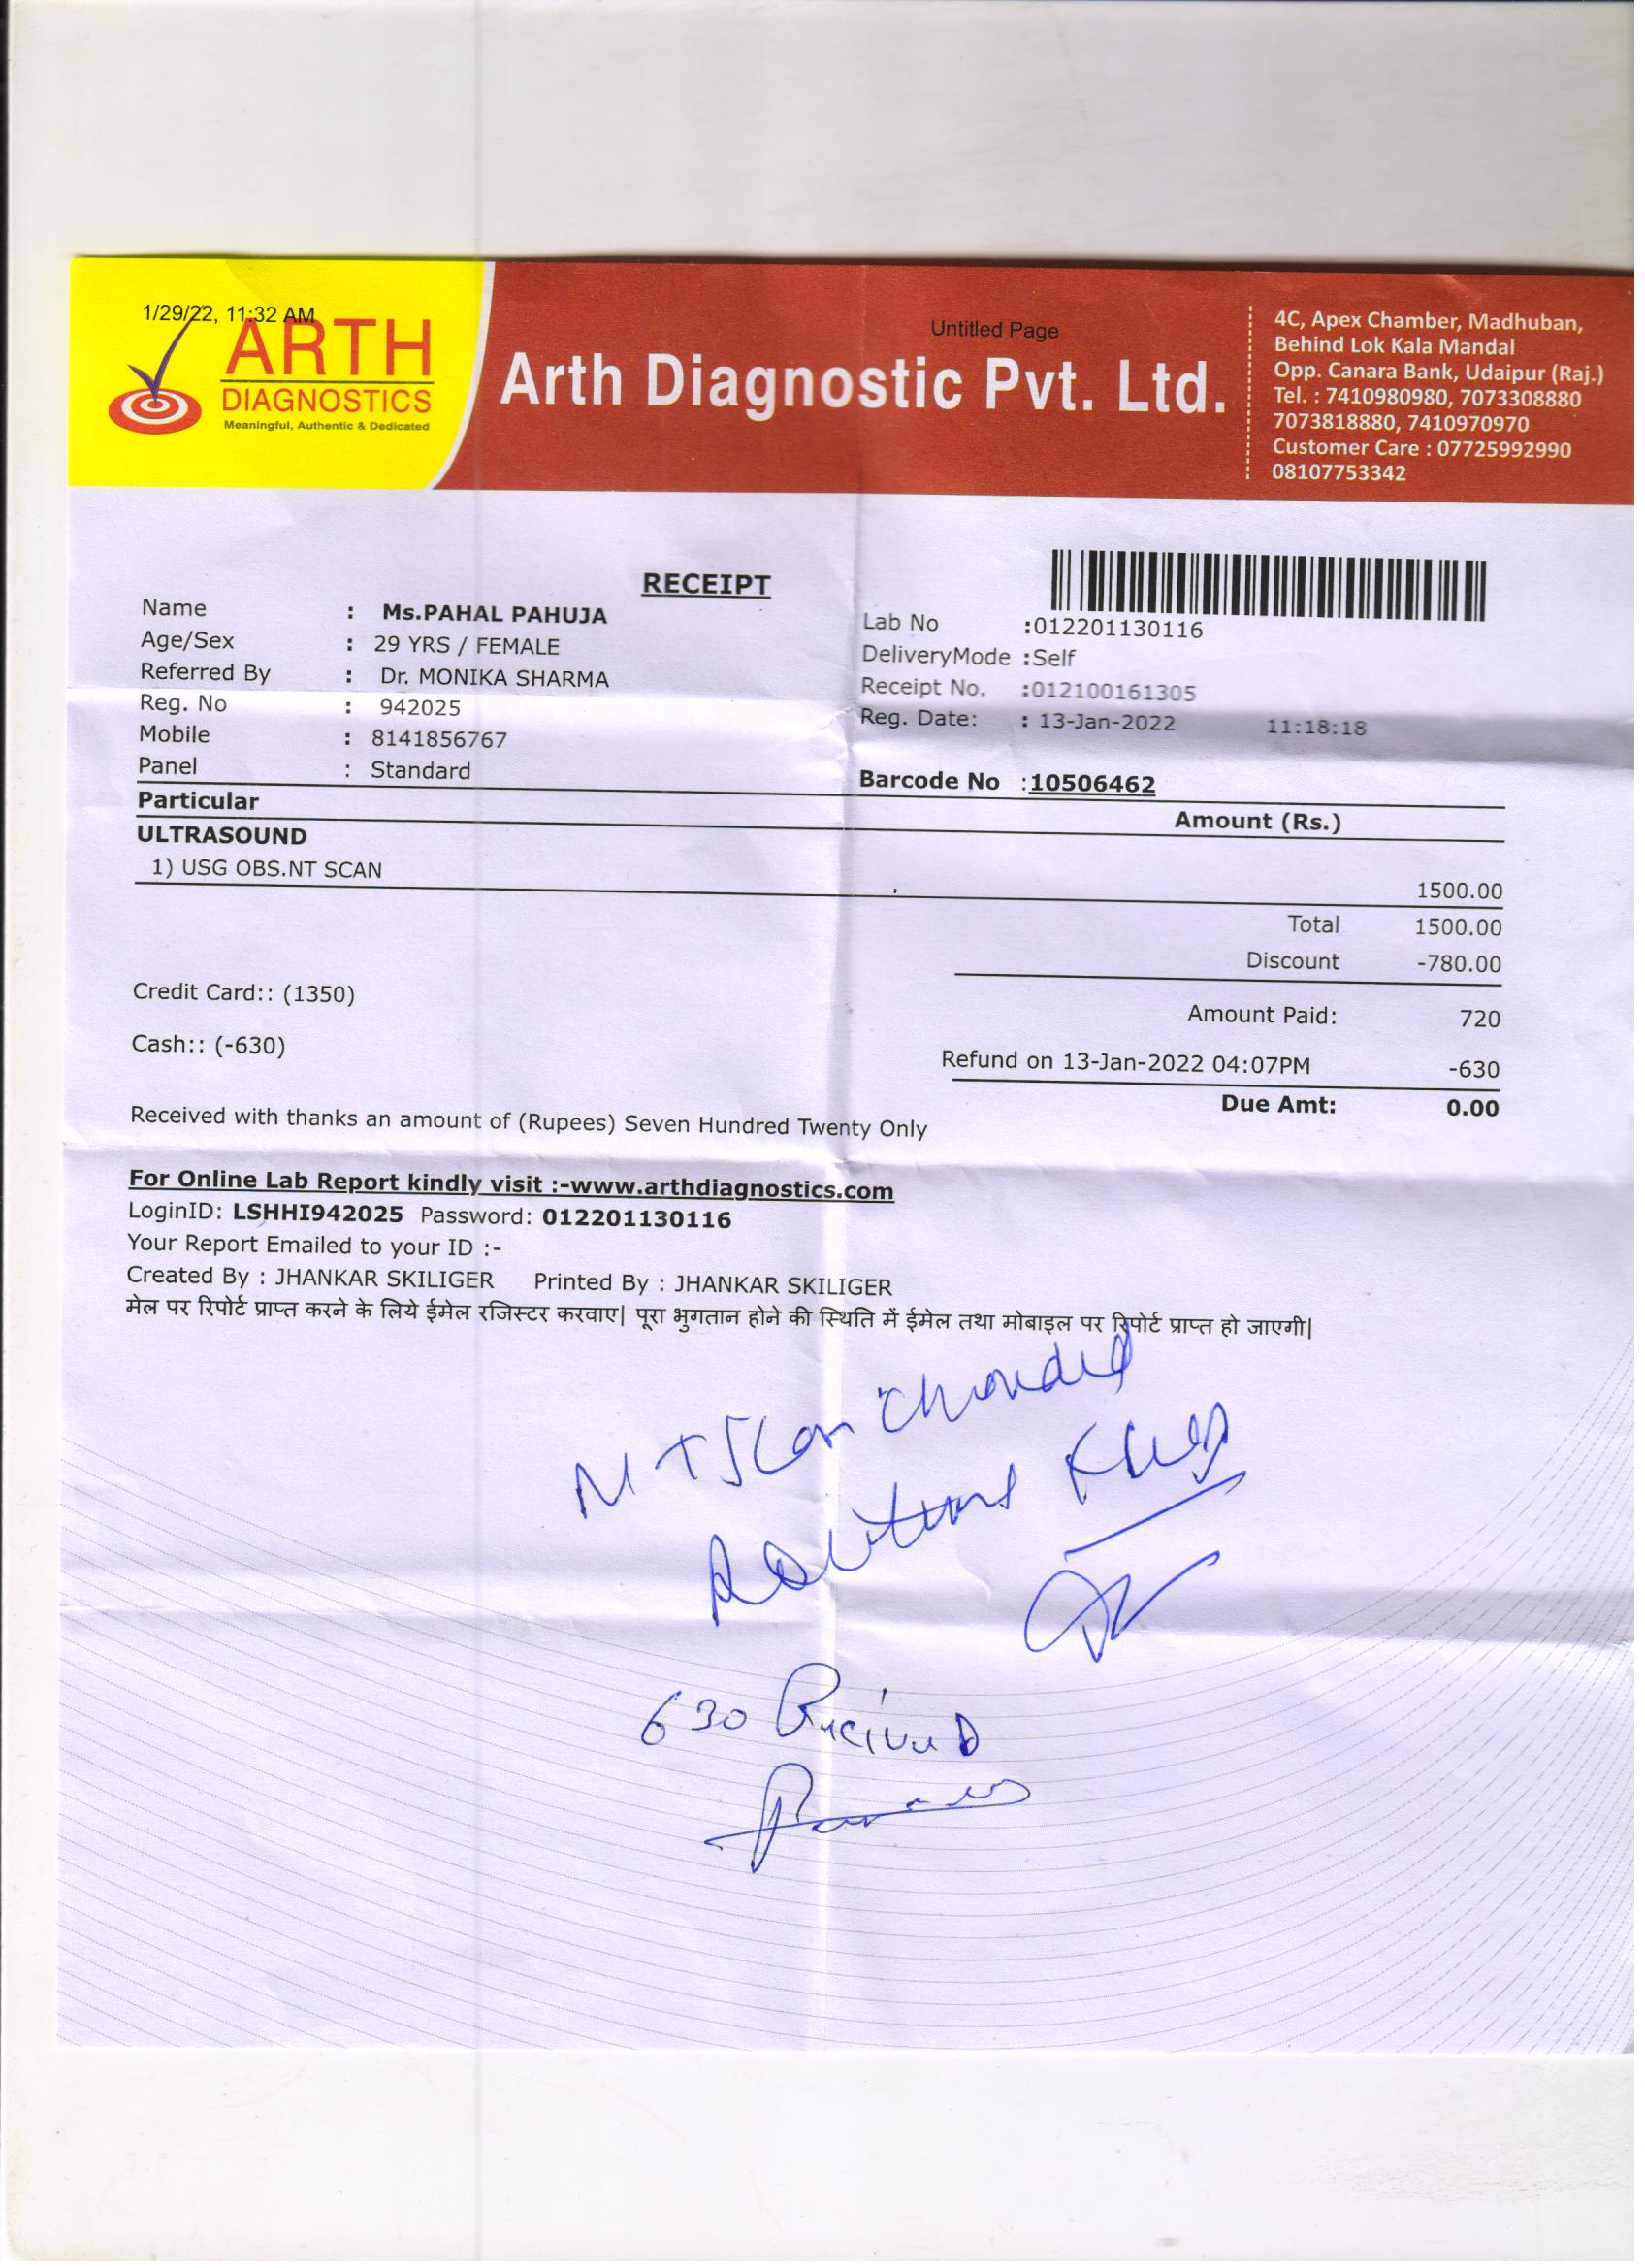 1/29/22, 11:32 AM
Untitled Page
ARTH
DIAGNOSTICS
Meaningful, Authentic & Dedicated
Arth Diagnostic Pvt. Ltd.
4C, Apex Chamber, Madhuban,
Behind Lok Kala Mandal
Opp. Canara Bank, Udaipur (Raj.)
Tel. : 7410980980, 7073308880
7073818880, 7410970970
Customer Care : 07725992990
08107753342
RECEIPT
Name : Ms.PAHAL PAHUJA
Age/Sex : 29 YRS / FEMALE
Referred By : Dr. MONIKA SHARMA
Reg. No : 942025
Mobile : 8141856767
Panel : Standard
Lab No :012201130116
DeliveryMode :Self
Receipt No. :012100161305
Reg. Date: : 13-Jan-2022 11:18:18
Barcode No :10506462
Particular Amount (Rs.)
ULTRASOUND
1) USG OBS.NT SCAN 1500.00
Total 1500.00
Discount -780.00
Credit Card:: (1350)
Amount Paid: 720
Cash:: (-630)
Refund on 13-Jan-2022 04:07PM -630
Due Amt: 0.00
Received with thanks an amount of (Rupees) Seven Hundred Twenty Only
For Online Lab Report kindly visit :-www.arthdiagnostics.com
LoginID: LSHHI942025 Password: 012201130116
Your Report Emailed to your ID :-
Created By : JHANKAR SKILIGER Printed By : JHANKAR SKILIGER
मेल पर रिपोर्ट प्राप्त करने के लिये ईमेल रजिस्टर करवाए| पूरा भुगतान होने की स्थिति में ईमेल तथा मोबाइल पर रिपोर्ट प्राप्त हो जाएगी|
NT Scan
630